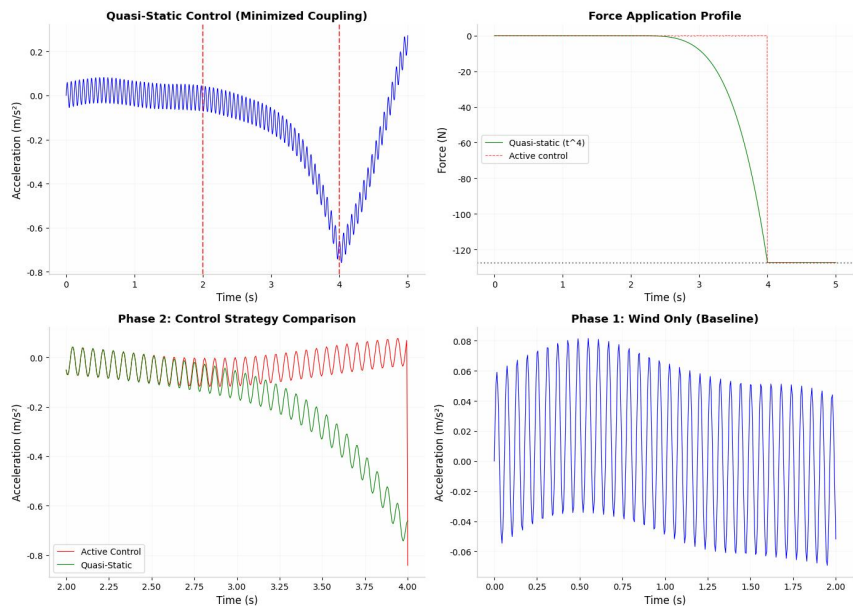 Quasi-Static Control (Minimized Coupling)
Acceleration (m/s²)
0.2
0.0
-0.2
-0.4
-0.6
-0.8
0 1 2 3 4 5
Time (s)
Force Application Profile
Force (N)
0
-20
-40
-60
-80
-100
-120
Quasi-static (t^4)
Active control
0 1 2 3 4 5
Time (s)
Phase 2: Control Strategy Comparison
Acceleration (m/s²)
0.0
-0.2
-0.4
-0.6
-0.8
Active Control
Quasi-Static
2.00 2.25 2.50 2.75 3.00 3.25 3.50 3.75 4.00
Time (s)
Phase 1: Wind Only (Baseline)
Acceleration (m/s²)
0.08
0.06
0.04
0.02
0.00
-0.02
-0.04
-0.06
0.00 0.25 0.50 0.75 1.00 1.25 1.50 1.75 2.00
Time (s)